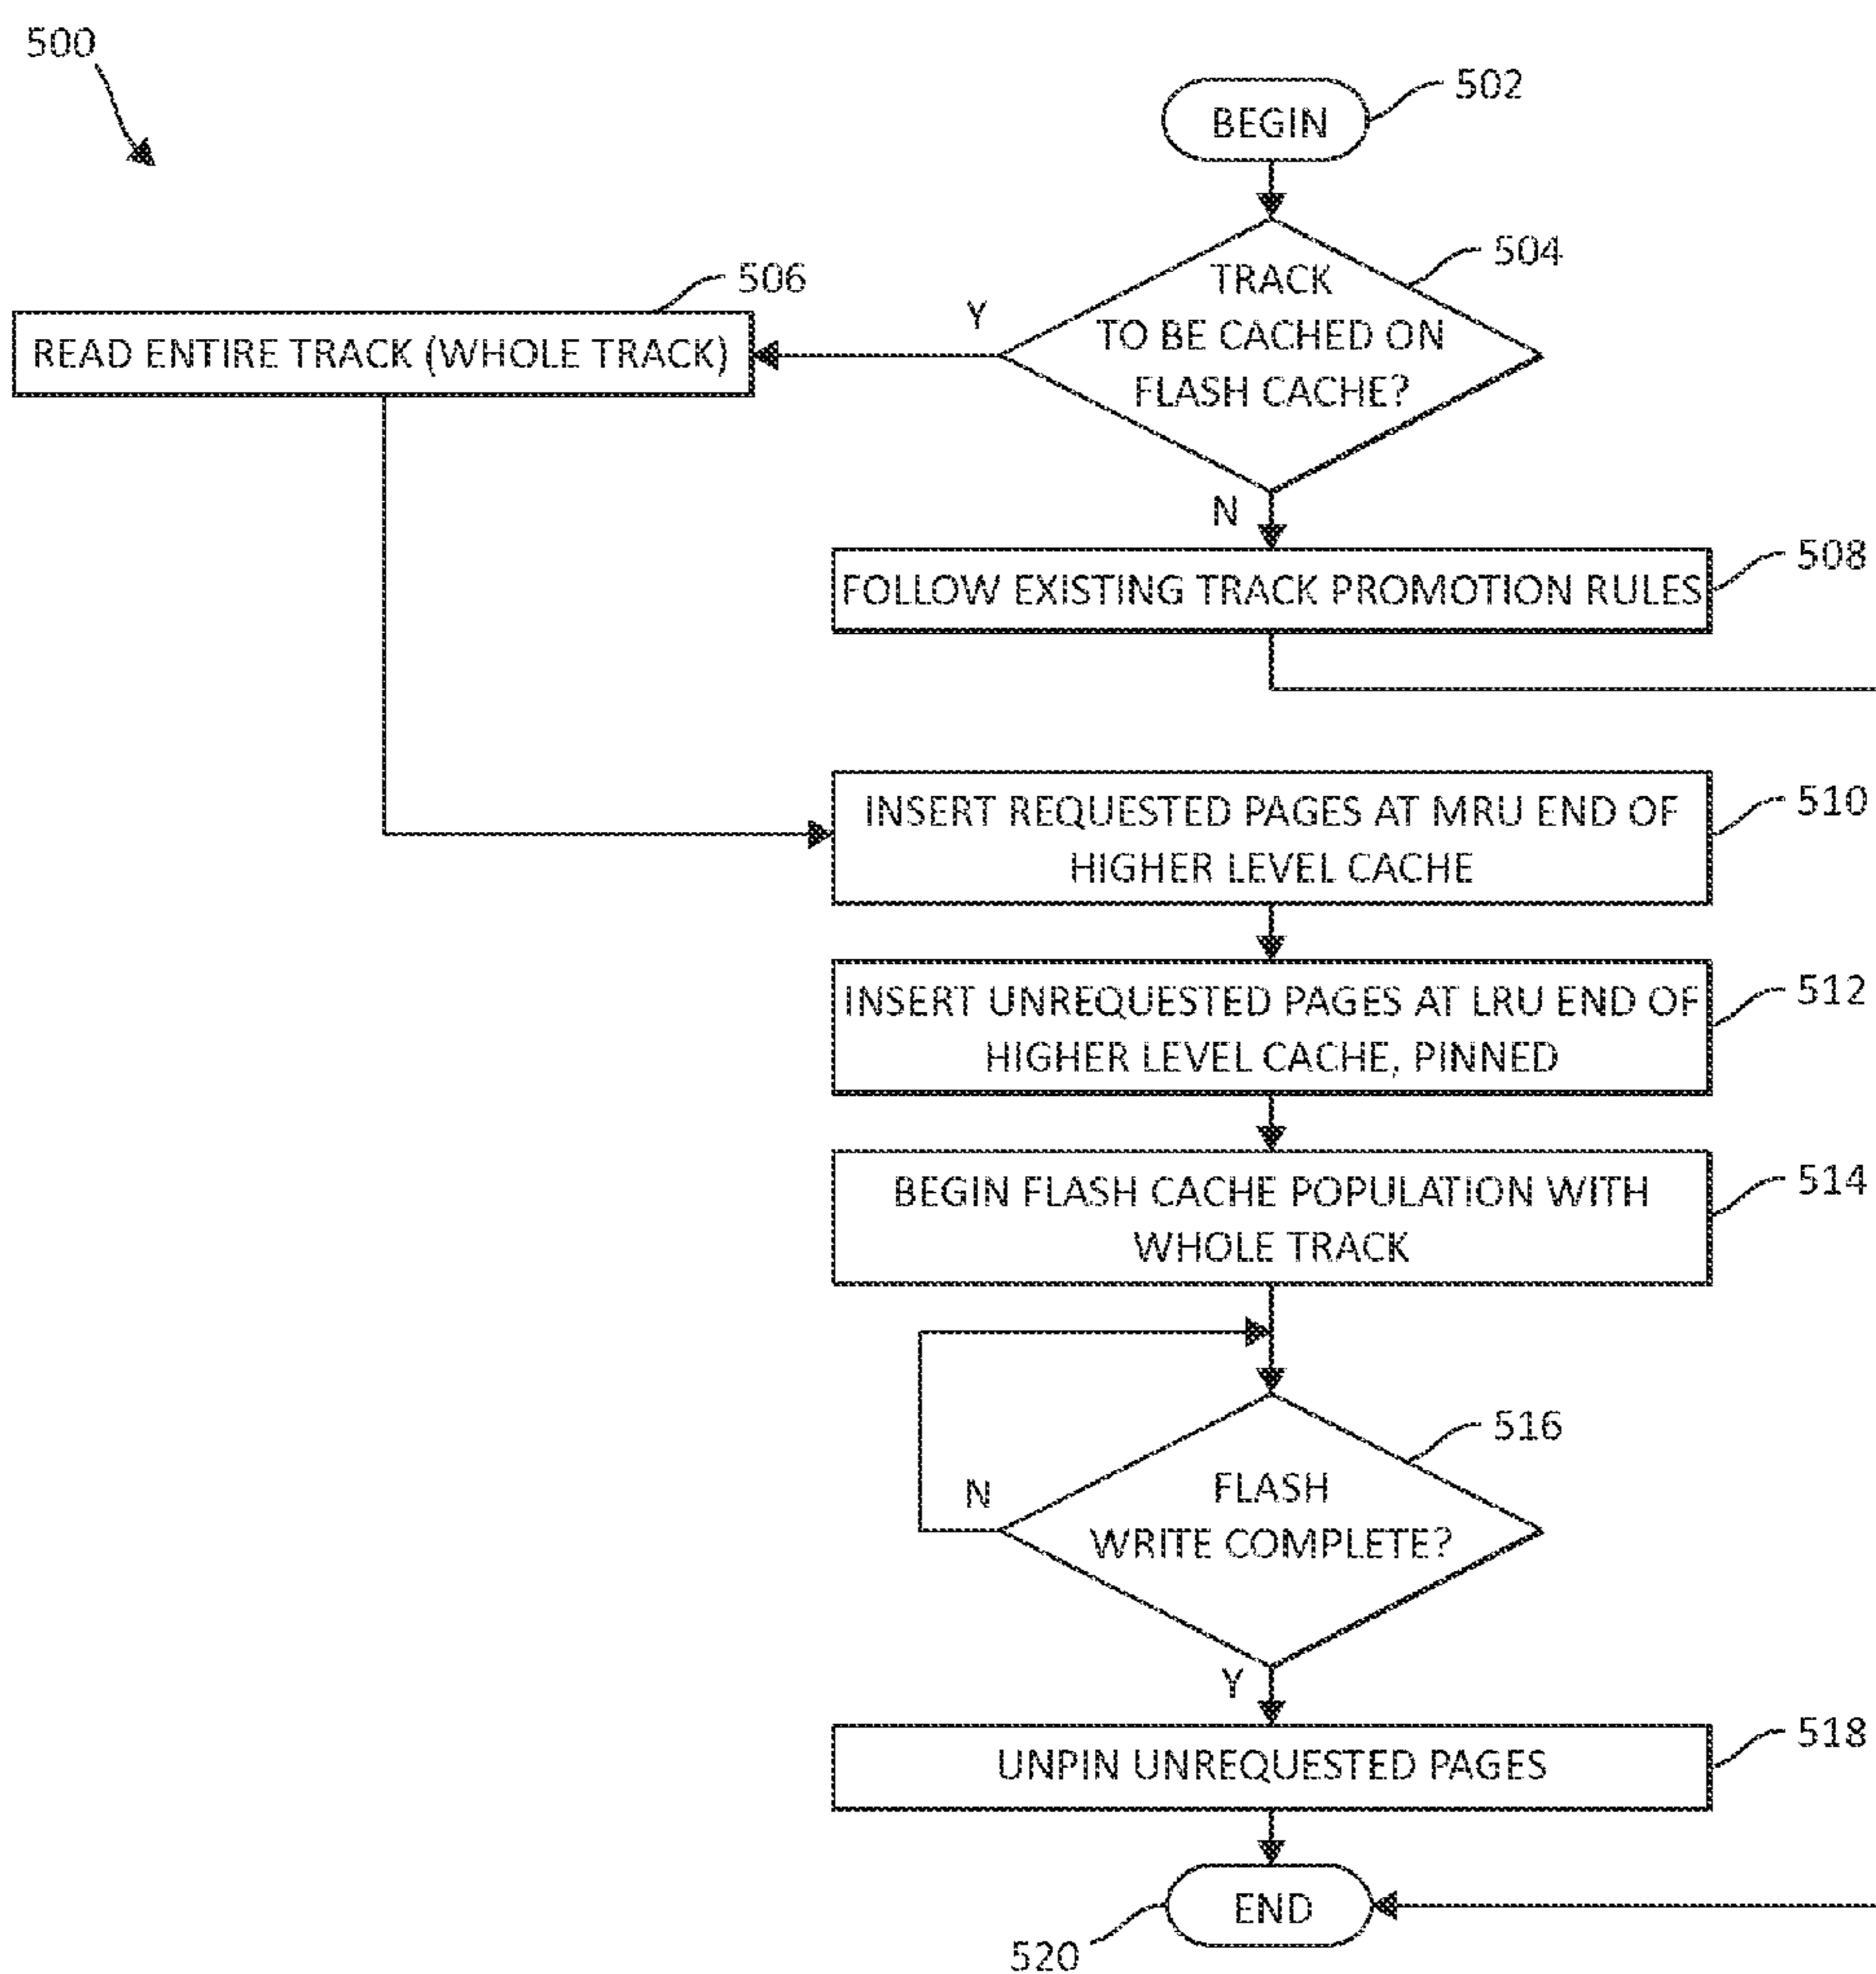 500
502
BEGIN
504
TRACK
TO BE CACHED ON
FLASH CACHE?
Y
506
READ ENTIRE TRACK (WHOLE TRACK)
N
508
FOLLOW EXISTING TRACK PROMOTION RULES
510
INSERT REQUESTED PAGES AT MRU END OF
HIGHER LEVEL CACHE
512
INSERT UNREQUESTED PAGES AT LRU END OF
HIGHER LEVEL CACHE, PINNED
514
BEGIN FLASH CACHE POPULATION WITH
WHOLE TRACK
516
N
FLASH
WRITE COMPLETE?
Y
518
UNPIN UNREQUESTED PAGES
END
520